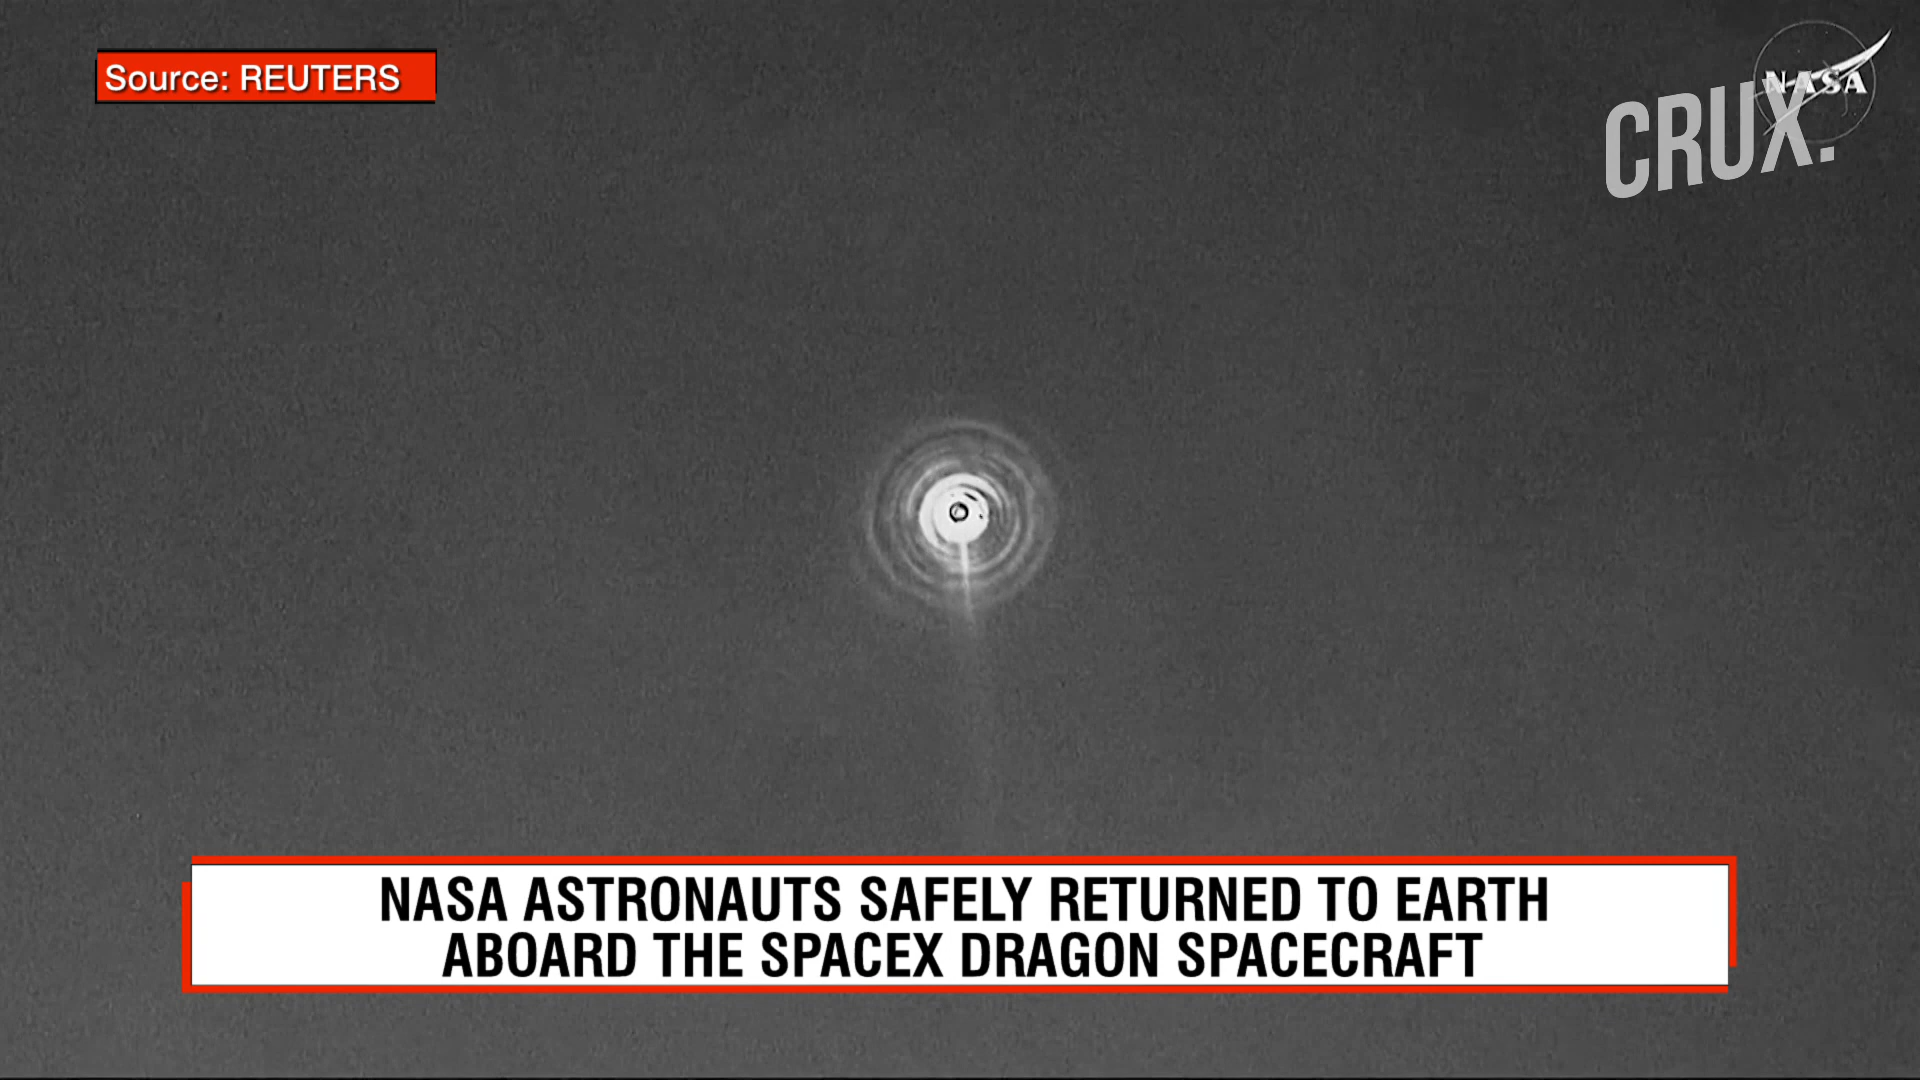 Source: REUTERS
NASA
CRUX.
NASA ASTRONAUTS SAFELY RETURNED TO EARTH
ABOARD THE SPACEX DRAGON SPACECRAFT